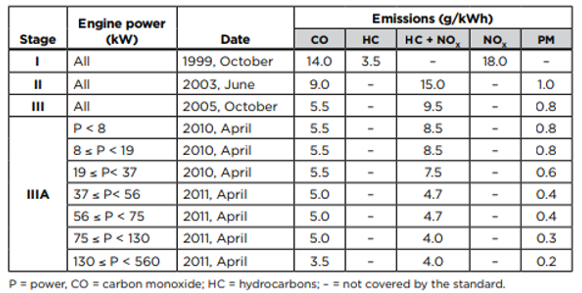 Stage Engine power (kW) Date Emissions (g/kWh)
CO HC HC + NOx NOx PM
I All 1999, October 14.0 3.5 – 18.0 –
II All 2003, June 9.0 – 15.0 – 1.0
III All 2005, October 5.5 – 9.5 – 0.8
IIIA P < 8 2010, April 5.5 – 8.5 – 0.8
8 ≤ P < 19 2010, April 5.5 – 8.5 – 0.8
19 ≤ P< 37 2010, April 5.5 – 7.5 – 0.6
37 ≤ P< 56 2011, April 5.0 – 4.7 – 0.4
56 ≤ P < 75 2011, April 5.0 – 4.7 – 0.4
75 ≤ P < 130 2011, April 5.0 – 4.0 – 0.3
130 ≤ P < 560 2011, April 3.5 – 4.0 – 0.2
P = power, CO = carbon monoxide; HC = hydrocarbons; – = not covered by the standard.